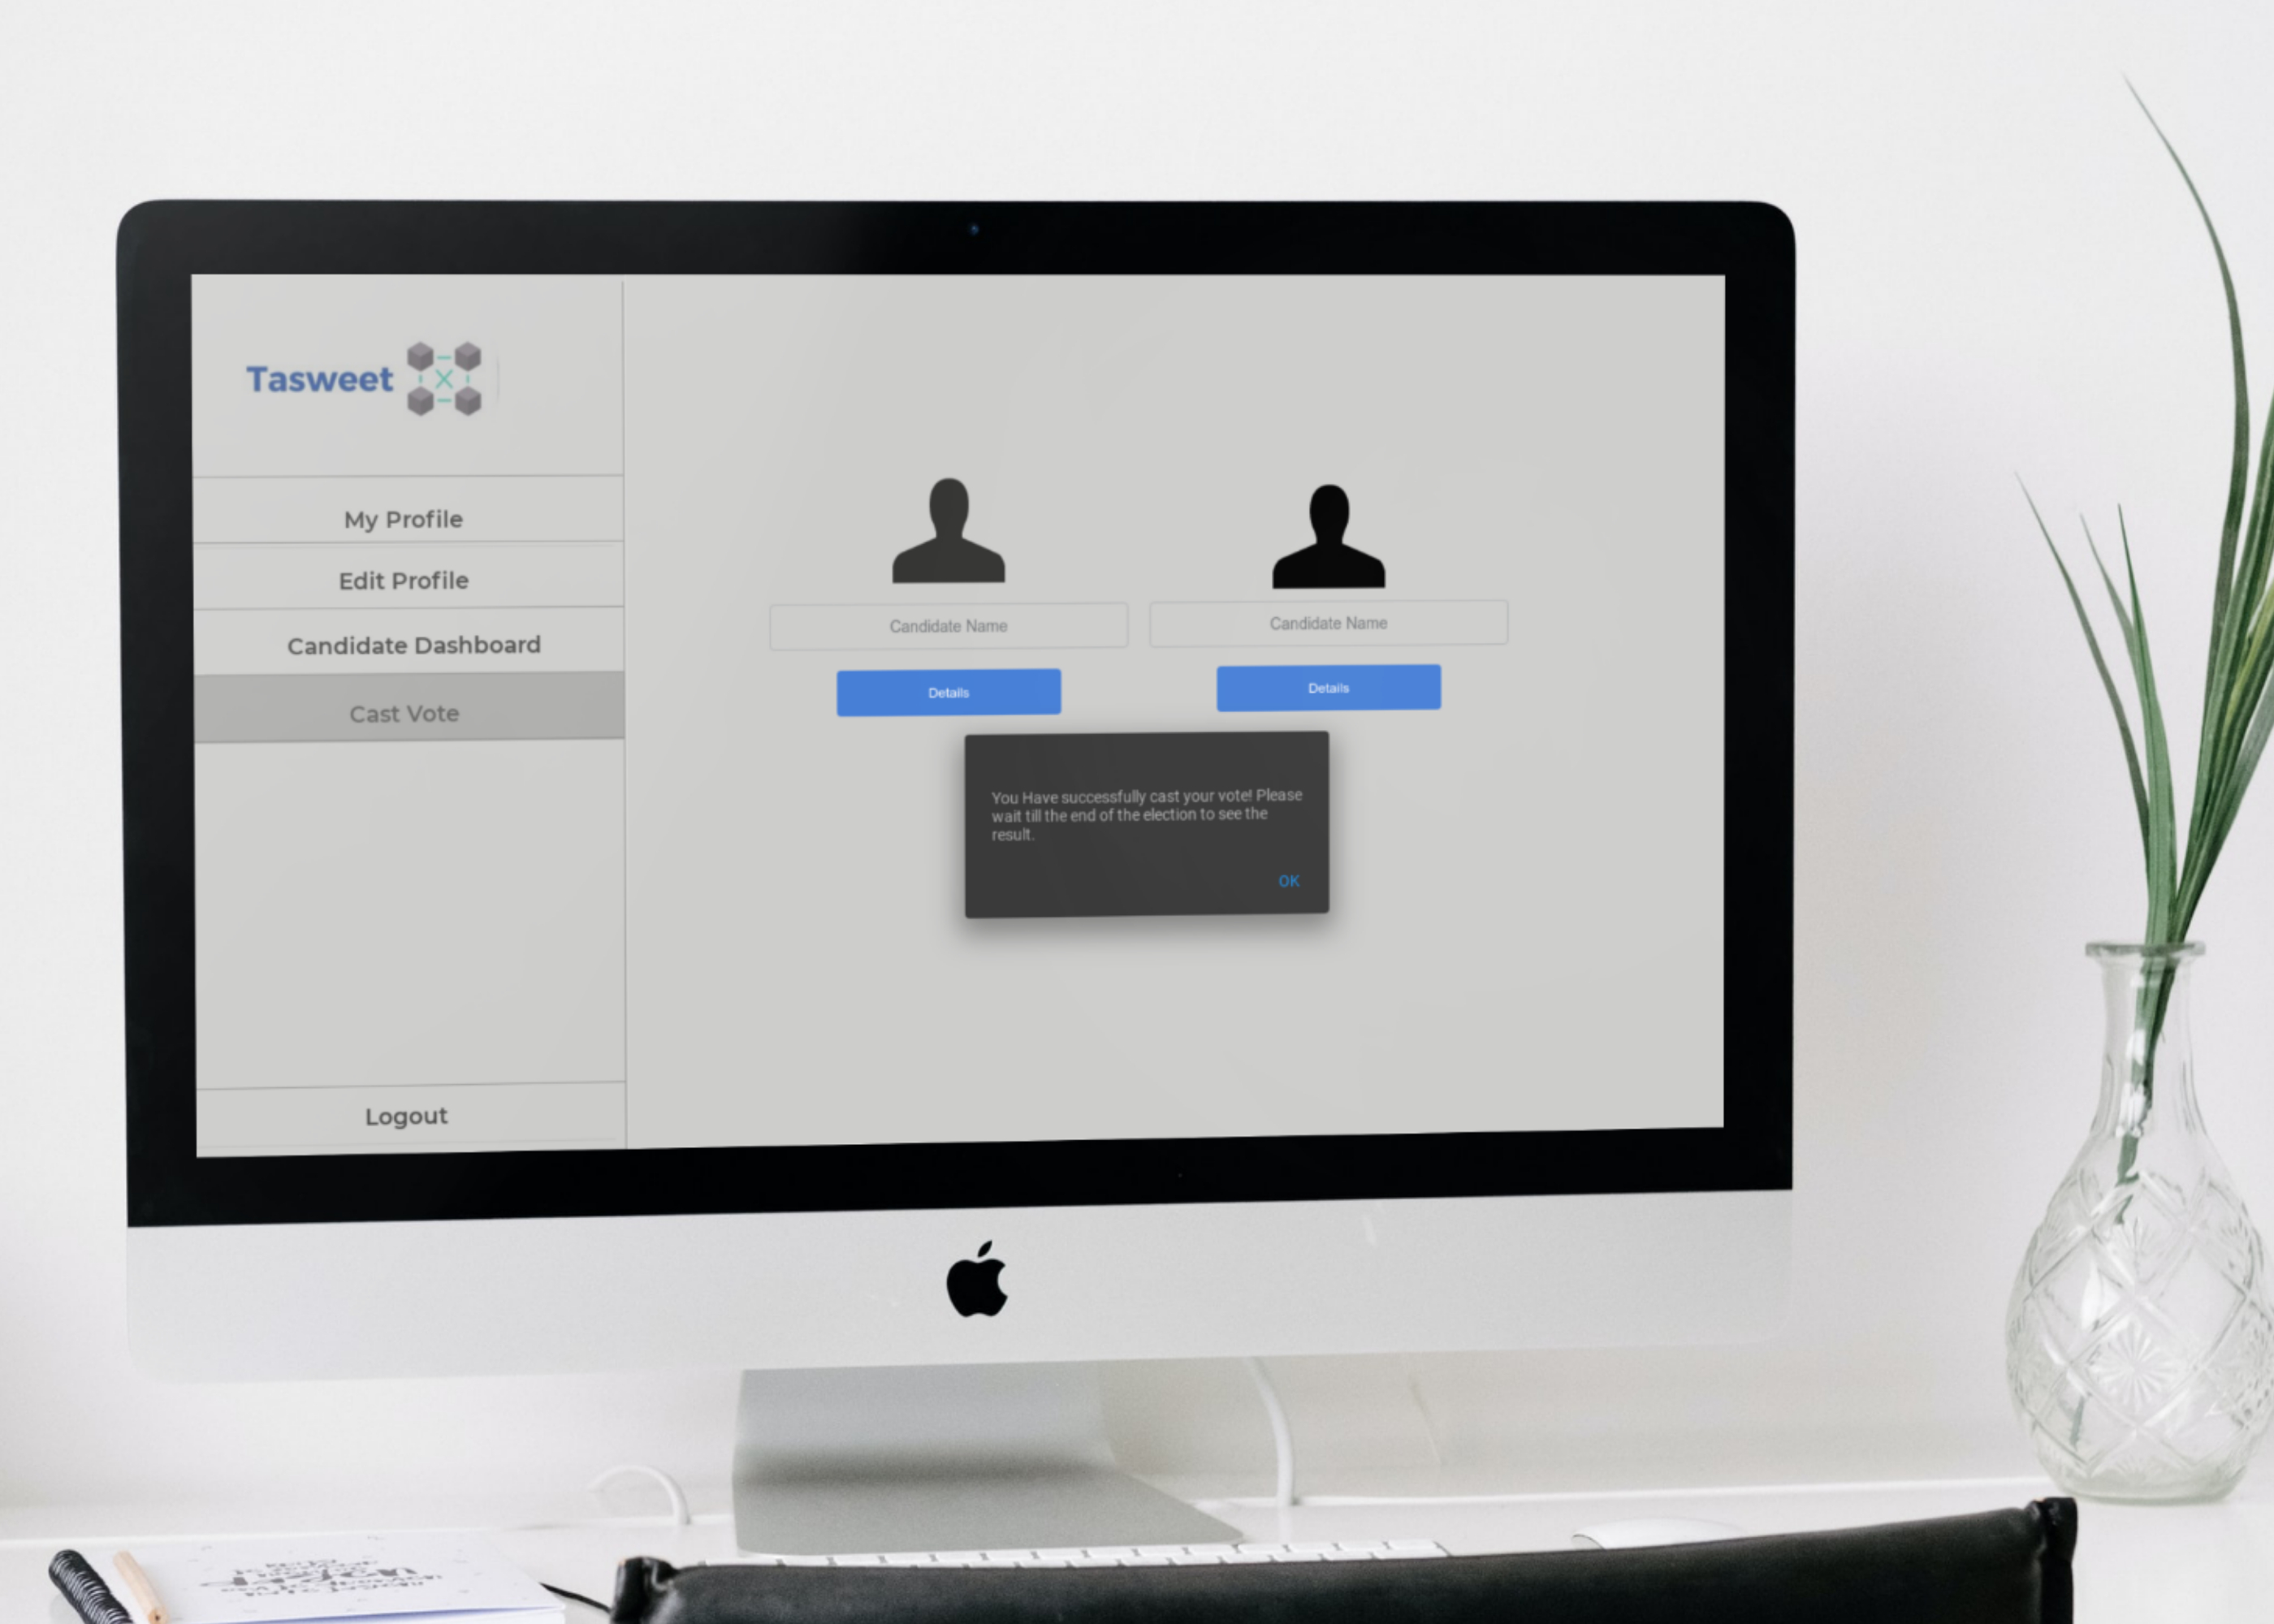 Tasweet
My Profile
Edit Profile
Candidate Dashboard
Cast Vote
Logout
Candidate Name
Candidate Name
Details
Details
You Have successfully cast your vote! Please
wait till the end of the election to see the
result.
OK